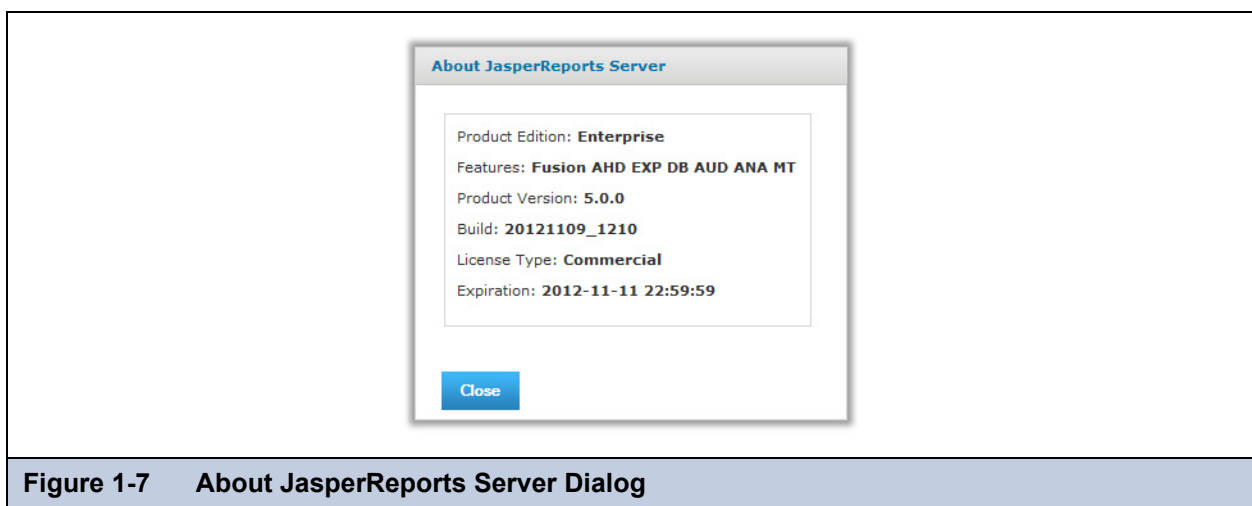 About JasperReports Server
Product Edition: Enterprise
Features: Fusion AHD EXP DB AUD ANA MT
Product Version: 5.0.0
Build: 20121109_1210
License Type: Commercial
Expiration: 2012-11-11 22:59:59
Close
Figure 1-7 About JasperReports Server Dialog